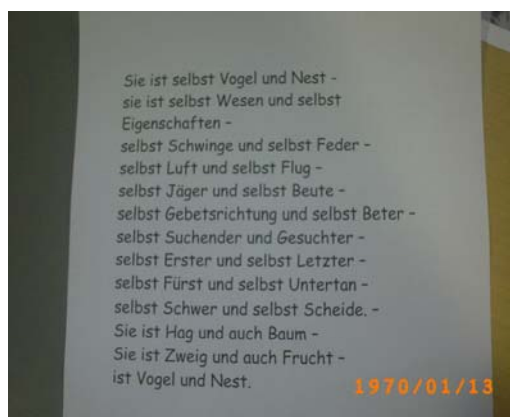 Sie ist selbst Vogel und Nest -
sie ist selbst Wesen und selbst
Eigenschaften -
selbst Schwinge und selbst Feder -
selbst Luft und selbst Flug -
selbst Jäger und selbst Beute -
selbst Gebetsrichtung und selbst Beter -
selbst Suchender und Gesuchter -
selbst Erster und selbst Letzter -
selbst Fürst und selbst Untertan -
selbst Schwer und selbst Scheide. -
Sie ist Hag und auch Baum -
Sie ist Zweig und auch Frucht -
ist Vogel und Nest.
1970/01/13